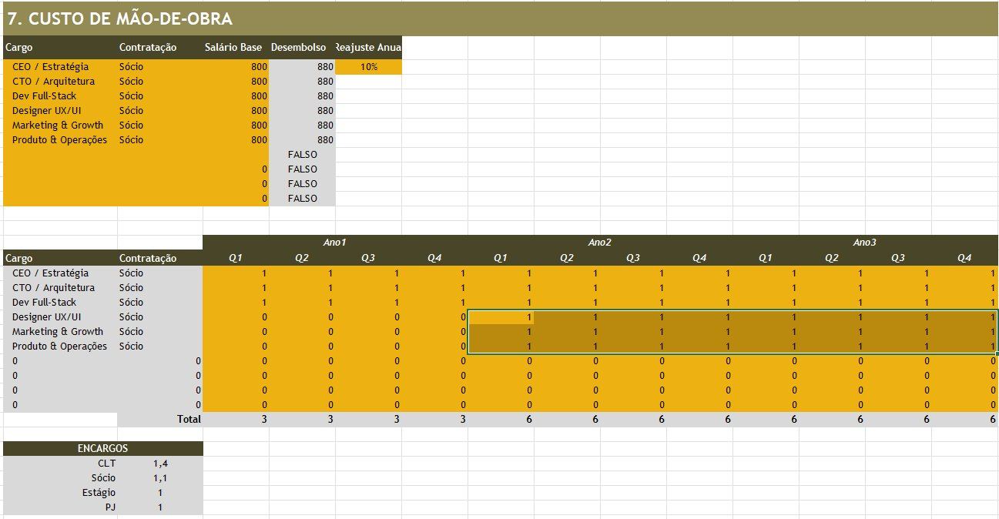 7. CUSTO DE MÃO-DE-OBRA
Cargo Contratação Salário Base Desembolso Reajuste Anua
CEO / Estratégia Sócio 800 880 10%
CTO / Arquitetura Sócio 800 880
Dev Full-Stack Sócio 800 880
Designer UX/UI Sócio 800 880
Marketing & Growth Sócio 800 880
Produto & Operações Sócio 800 880
FALSO
0 FALSO
0 FALSO
0 FALSO
Ano1 Ano2 Ano3
Cargo Contratação Q1 Q2 Q3 Q4 Q1 Q2 Q3 Q4 Q1 Q2 Q3 Q4
CEO / Estratégia Sócio 1 1 1 1 1 1 1 1 1 1 1 1
CTO / Arquitetura Sócio 1 1 1 1 1 1 1 1 1 1 1 1
Dev Full-Stack Sócio 1 1 1 1 1 1 1 1 1 1 1 1
Designer UX/UI Sócio 0 0 0 0 1 1 1 1 1 1 1 1
Marketing & Growth Sócio 0 0 0 0 1 1 1 1 1 1 1 1
Produto & Operações Sócio 0 0 0 0 1 1 1 1 1 1 1 1
0 0 0 0 0 0 0 0 0 0 0 0 0 0
0 0 0 0 0 0 0 0 0 0 0 0 0 0
0 0 0 0 0 0 0 0 0 0 0 0 0 0
0 0 0 0 0 0 0 0 0 0 0 0 0 0
Total 3 3 3 3 6 6 6 6 6 6 6 6
ENCARGOS
CLT 1,4
Sócio 1,1
Estágio 1
PJ 1